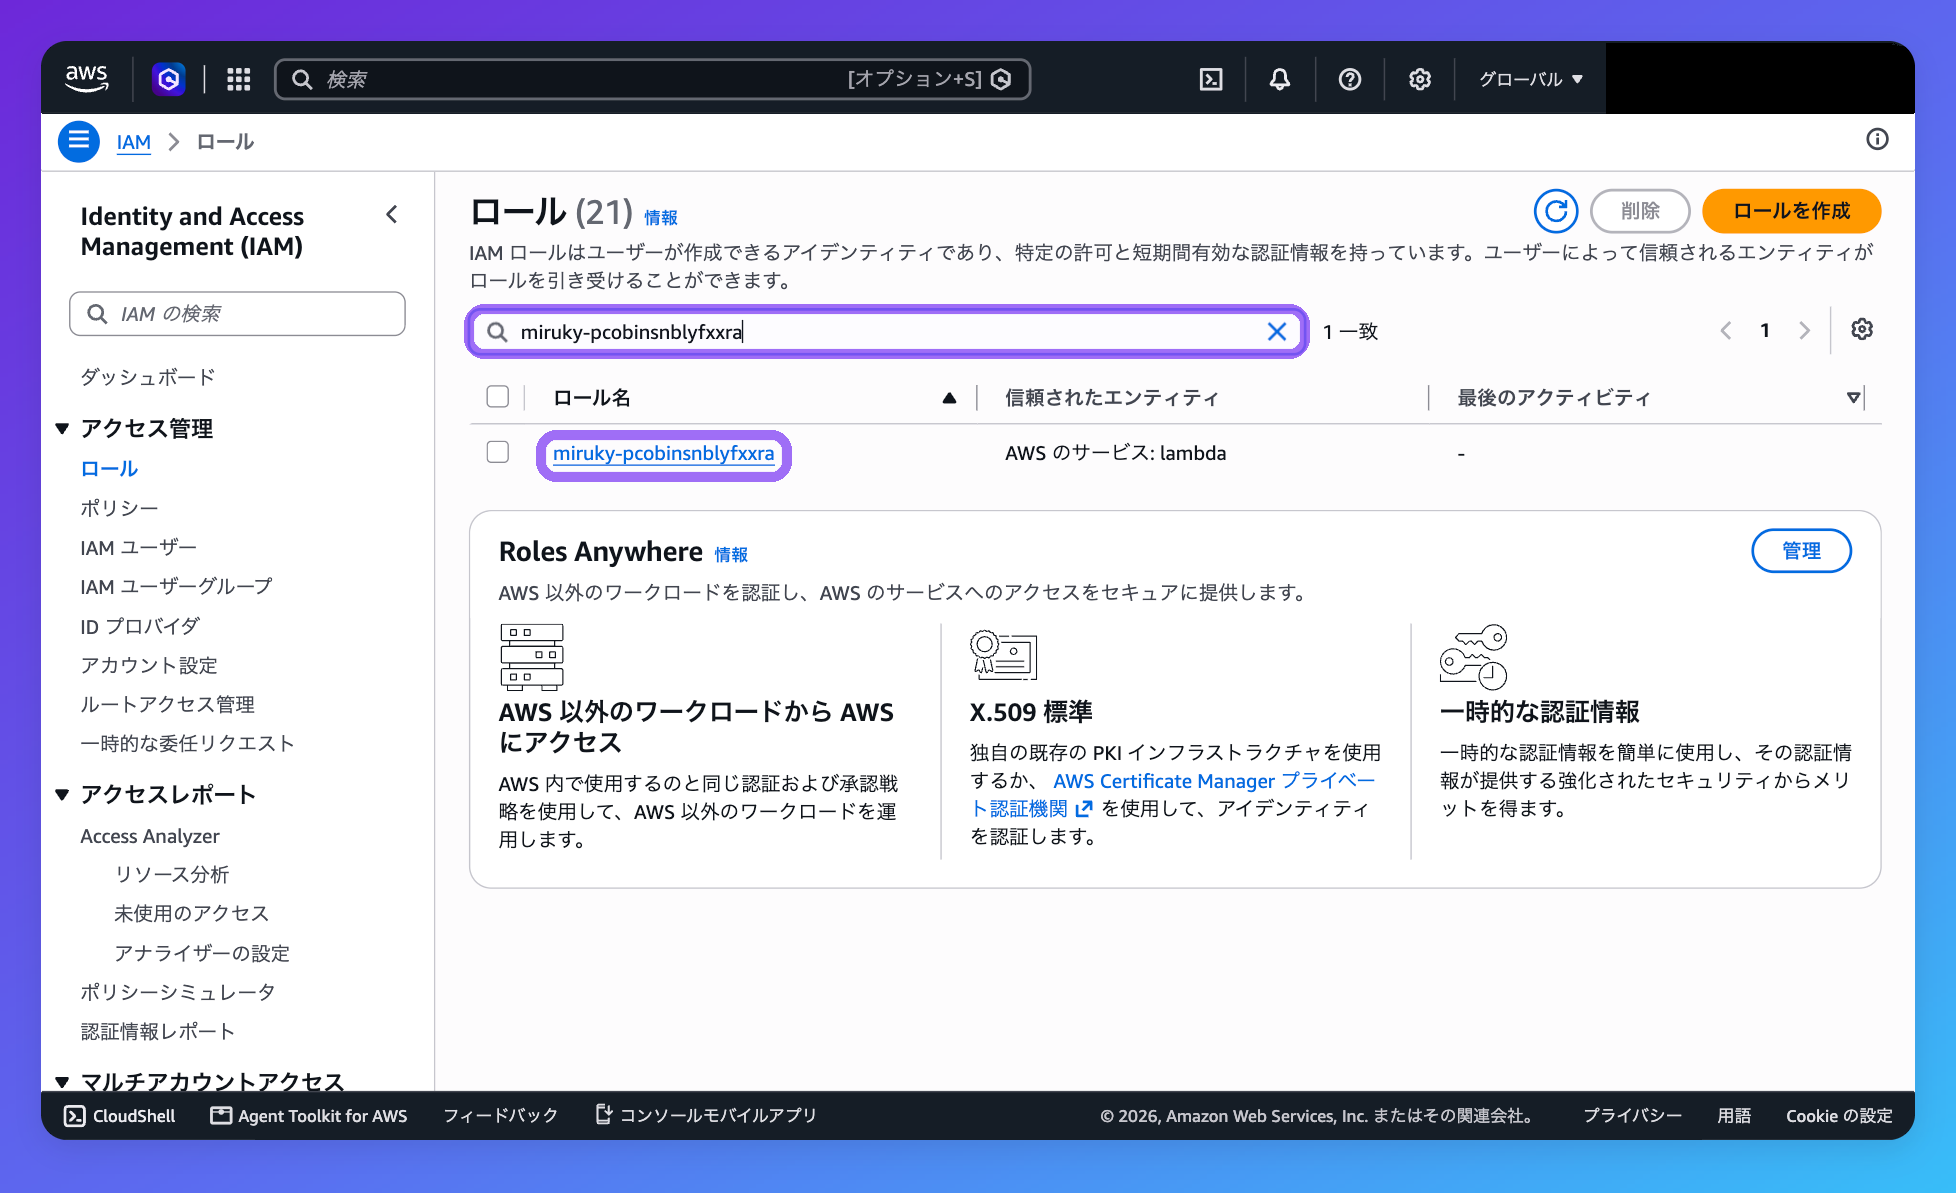 aws
検索
[オプション+S]
グローバル
IAM
ロール
Identity and Access
Management (IAM)
IAM の検索
ダッシュボード
アクセス管理
ロール
ポリシー
IAM ユーザー
IAM ユーザーグループ
ID プロバイダ
アカウント設定
ルートアクセス管理
一時的な委任リクエスト
アクセスレポート
Access Analyzer
リソース分析
未使用のアクセス
アナライザーの設定
ポリシーシミュレータ
認証情報レポート
マルチアカウントアクセス
ロール (21) 情報
削除
ロールを作成
IAM ロールはユーザーが作成できるアイデンティティであり、特定の許可と短期間有効な認証情報を持っています。ユーザーによって信頼されるエンティティが
ロールを引き受けることができます。
miruky-pcobinsnblyfxxra
1 一致
1
ロール名
信頼されたエンティティ
最後のアクティビティ
miruky-pcobinsnblyfxxra
AWS のサービス: lambda
-
Roles Anywhere 情報
管理
AWS 以外のワークロードを認証し、AWS のサービスへのアクセスをセキュアに提供します。
AWS 以外のワークロードから AWS
にアクセス
AWS 内で使用するのと同じ認証および承認戦
略を使用して、AWS 以外のワークロードを運
用します。
X.509 標準
独自の既存の PKI インフラストラクチャを使用
するか、 AWS Certificate Manager プライベー
ト認証機関 を使用して、アイデンティティ
を認証します。
一時的な認証情報
一時的な認証情報を簡単に使用し、その認証情
報が提供する強化されたセキュリティからメリ
ットを得ます。
CloudShell
Agent Toolkit for AWS
フィードバック
コンソールモバイルアプリ
© 2026, Amazon Web Services, Inc. またはその関連会社。
プライバシー
用語
Cookie の設定